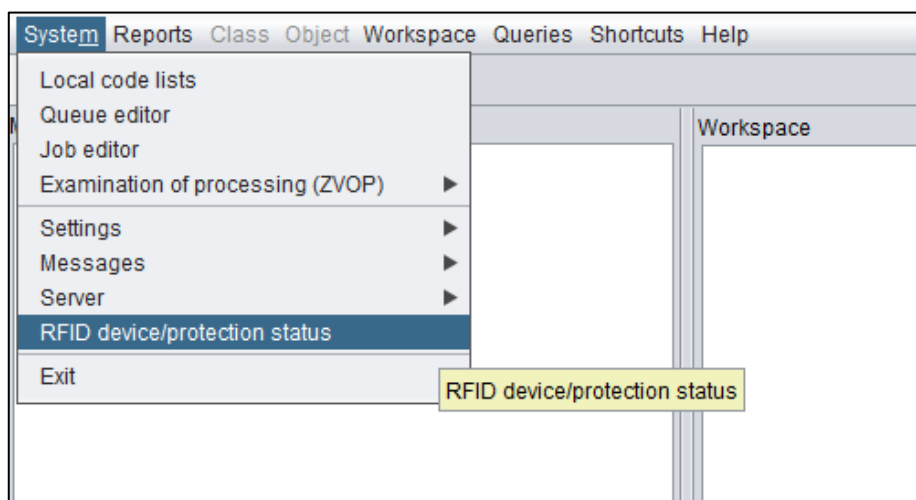 System Reports Class Object Workspace Queries Shortcuts Help
Local code lists
Queue editor
Job editor
Examination of processing (ZVOP)
Settings
Messages
Server
RFID device/protection status
Exit
Workspace
RFID device/protection status